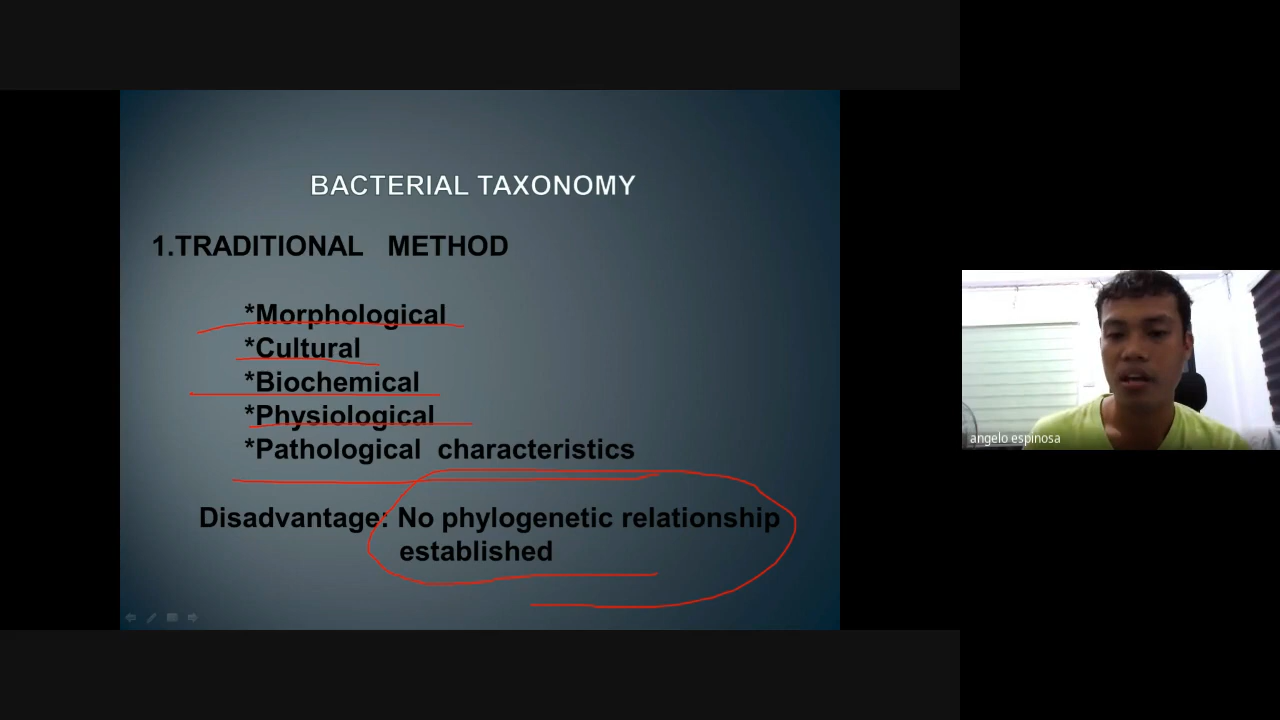 BACTERIAL TAXONOMY
1.TRADITIONAL METHOD
*Morphological
*Cultural
*Biochemical
*Physiological
*Pathological characteristics
Disadvantage: No phylogenetic relationship
established
angelo espinosa